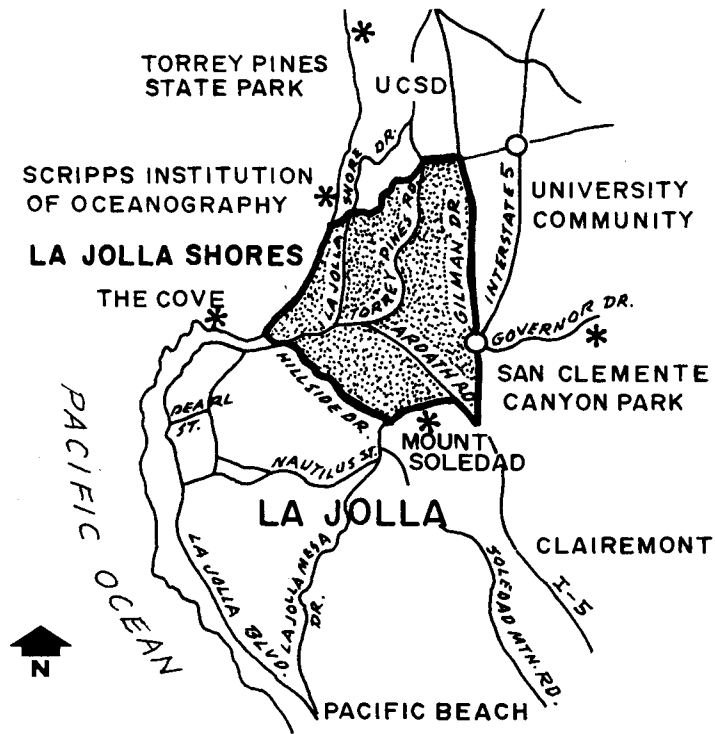 TORREY PINES
STATE PARK
UCSD
SHORE DR.
SCRIPPS INSTITUTION
OF OCEANOGRAPHY
INTERSTATE 5
UNIVERSITY
COMMUNITY
LA JOLLA SHORES
LA JOLLA
TORREY PINES RD
GILMAN DR.
THE COVE
ARDATH RD
GOVERNOR DR.
HILLSIDE DR.
SAN CLEMENTE
CANYON PARK
PEARL
ST.
MOUNT
SOLEDAD
NAUTILUS ST.
PACIFIC OCEAN
LA JOLLA
LA JOLLA BLVD.
LA JOLLA MESA
DR.
CLAIREMONT
I-5
SOLEDAD MTN. RD.
N
PACIFIC BEACH